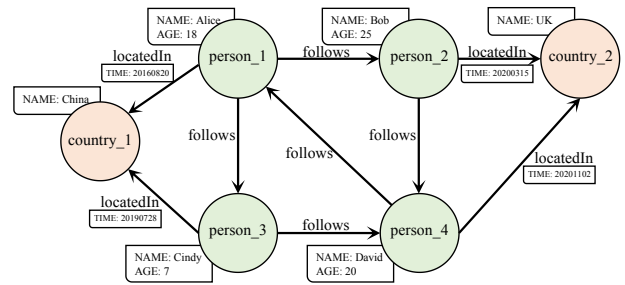 NAME: Alice
AGE: 18
NAME: Bob
AGE: 25
NAME: UK
person_1
follows
person_2
locatedIn
TIME: 20200315
country_2
locatedIn
TIME: 20160820
NAME: China
country_1
follows
follows
follows
locatedIn
TIME: 20201102
locatedIn
TIME: 20190728
person_3
follows
person_4
NAME: Cindy
AGE: 7
NAME: David
AGE: 20